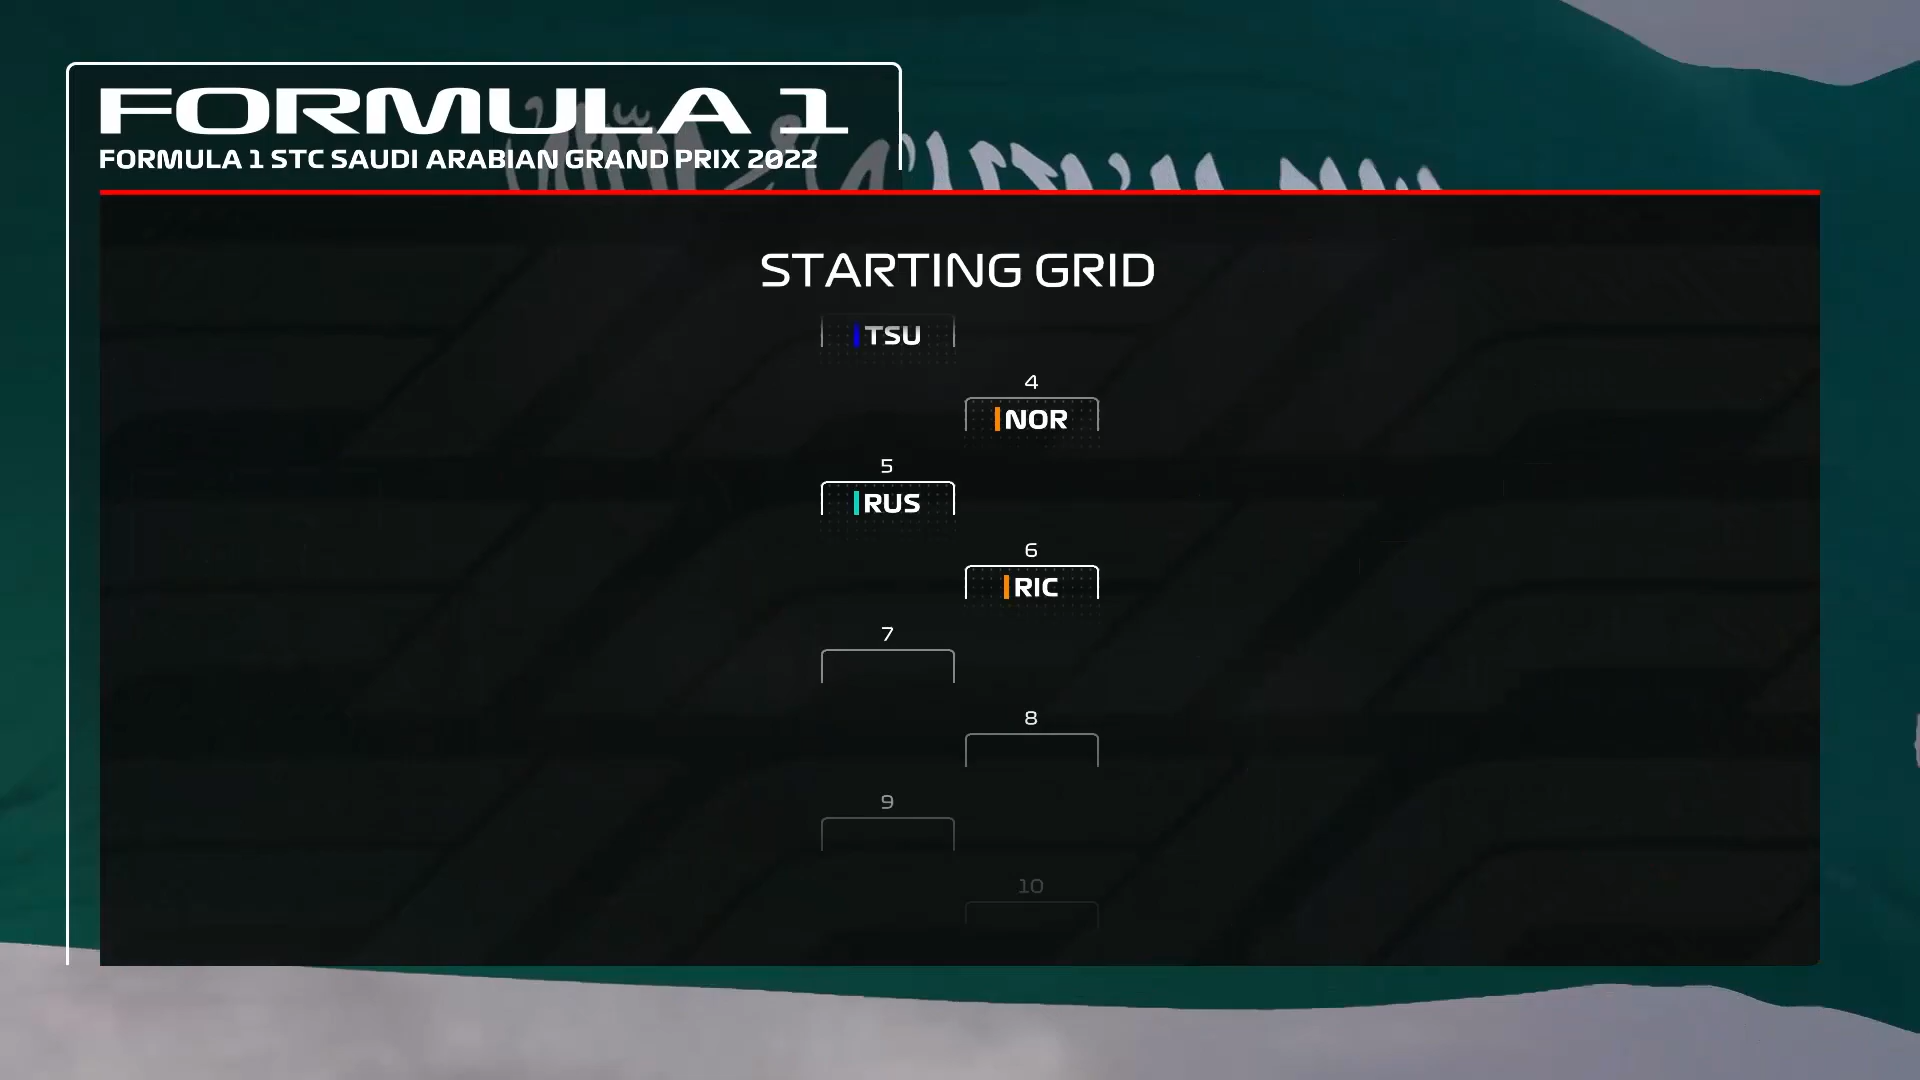 FORMULA 1
FORMULA 1 STC SAUDI ARABIAN GRAND PRIX 2022
STARTING GRID
TSU
4
NOR
5
RUS
6
RIC
7
8
9
10